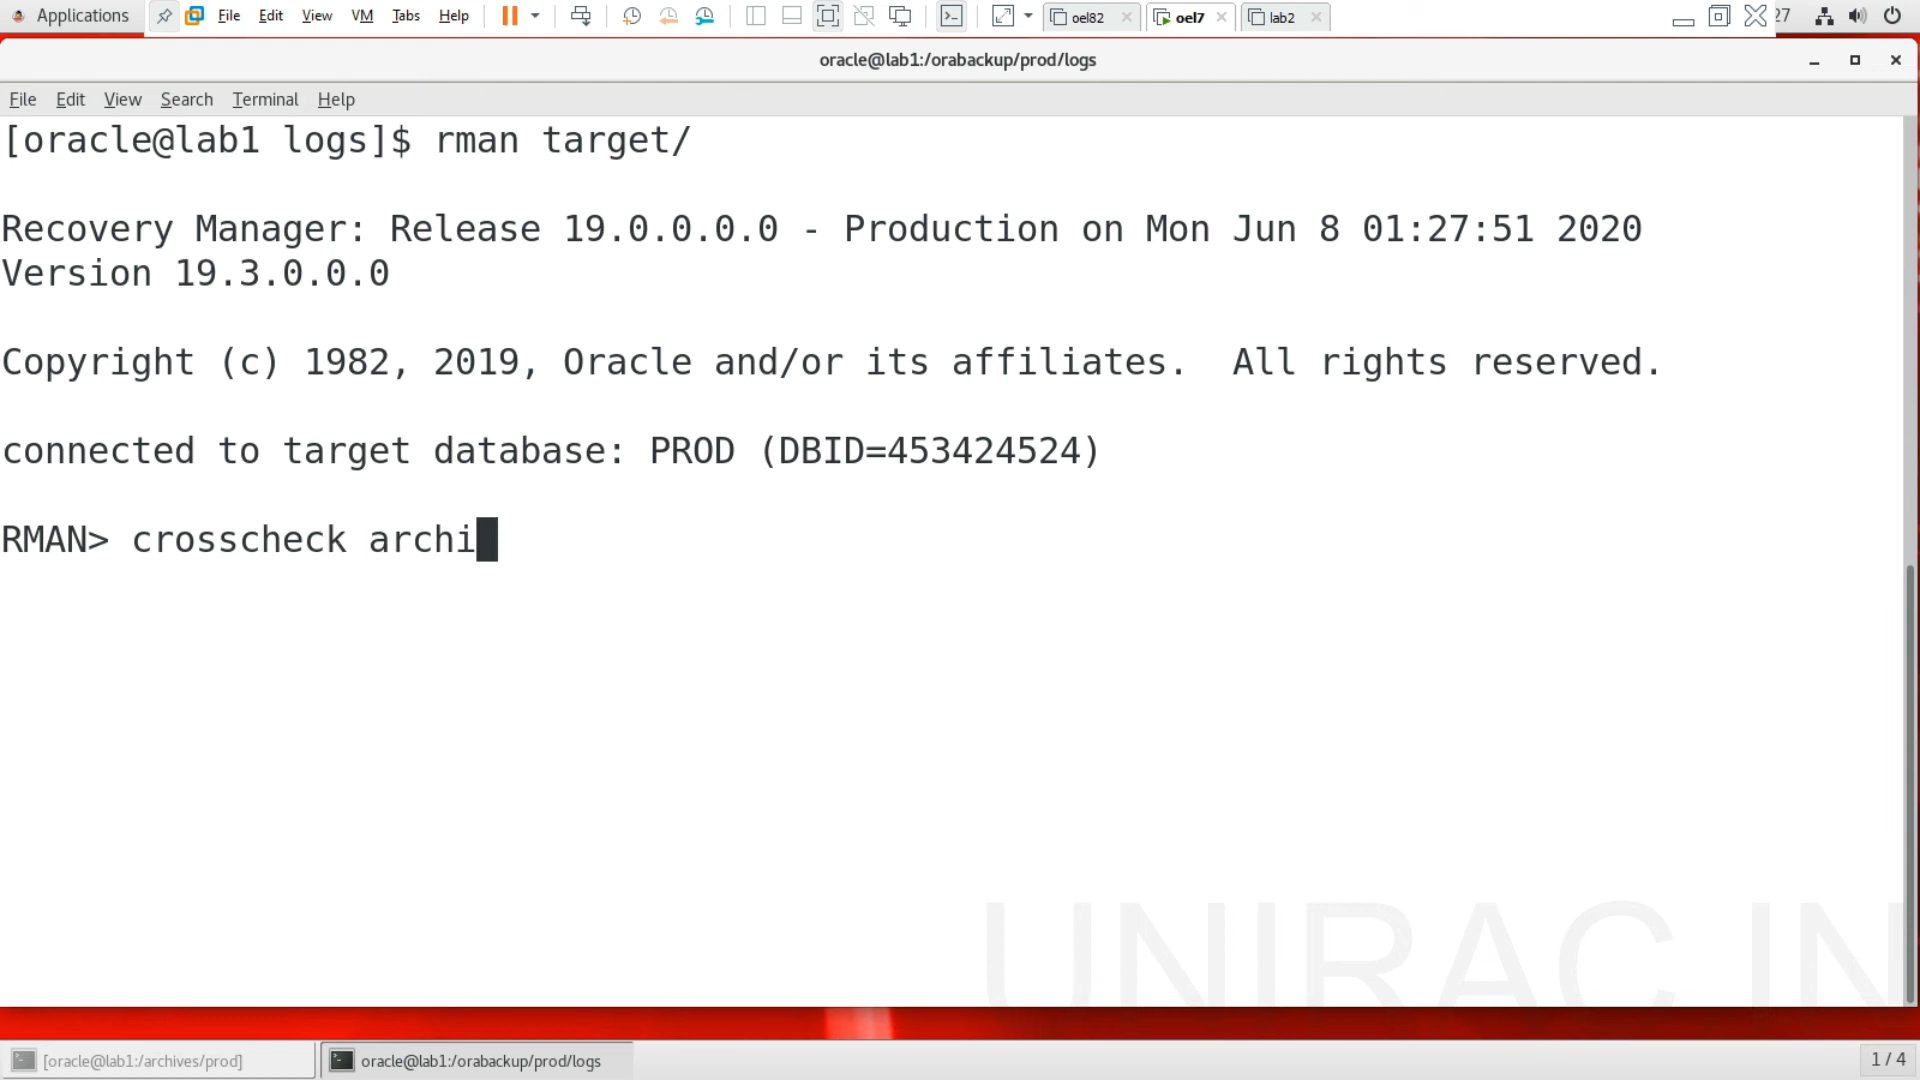 Applications File Edit View VM Tabs Help oel82 oel7 lab2 27
oracle@lab1:/orabackup/prod/logs
File Edit View Search Terminal Help
[oracle@lab1 logs]$ rman target/
Recovery Manager: Release 19.0.0.0.0 - Production on Mon Jun 8 01:27:51 2020
Version 19.3.0.0.0
Copyright (c) 1982, 2019, Oracle and/or its affiliates.  All rights reserved.
connected to target database: PROD (DBID=453424524)
RMAN> crosscheck archi
UNIRAC IN
[oracle@lab1:/archives/prod] oracle@lab1:/orabackup/prod/logs 1 / 4